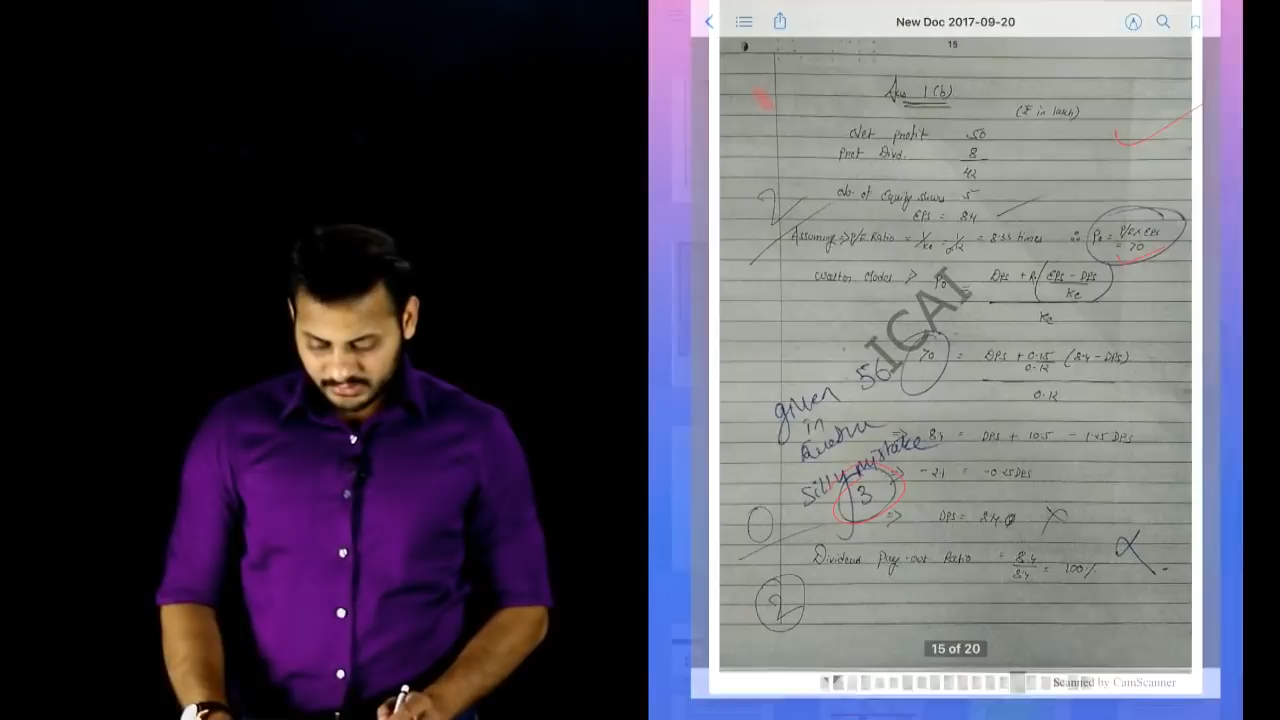 New Doc 2017-09-20
15
Ans 1(b)
(₹ in lakh)
Net profit 50
Pref Divd. 8
42
No. of Equity shares 5
EPS = 8.4
2
Assuming → P/E Ratio = 1/Ke = 1/0.12 = 8.33 times ∴ P₀ = P/E × EPS
= 70
Walter Model → P₀ = DPS + R (EPS - DPS)
Ke
Ke
ICAI
given 56
70 = DPS + 0.15 (8.4 - DPS)
0.12
0.12
in
Question
⇒ 8.4 = DPS + 10.5 - 1.25 DPS
Silly mistake
⇒ -2.1 = -0.25 DPS
3
0
⇒ DPS = 8.40
Dividend Pay-out Ratio = 8.4 = 100%
8.4
2
15 of 20
Scanned by CamScanner